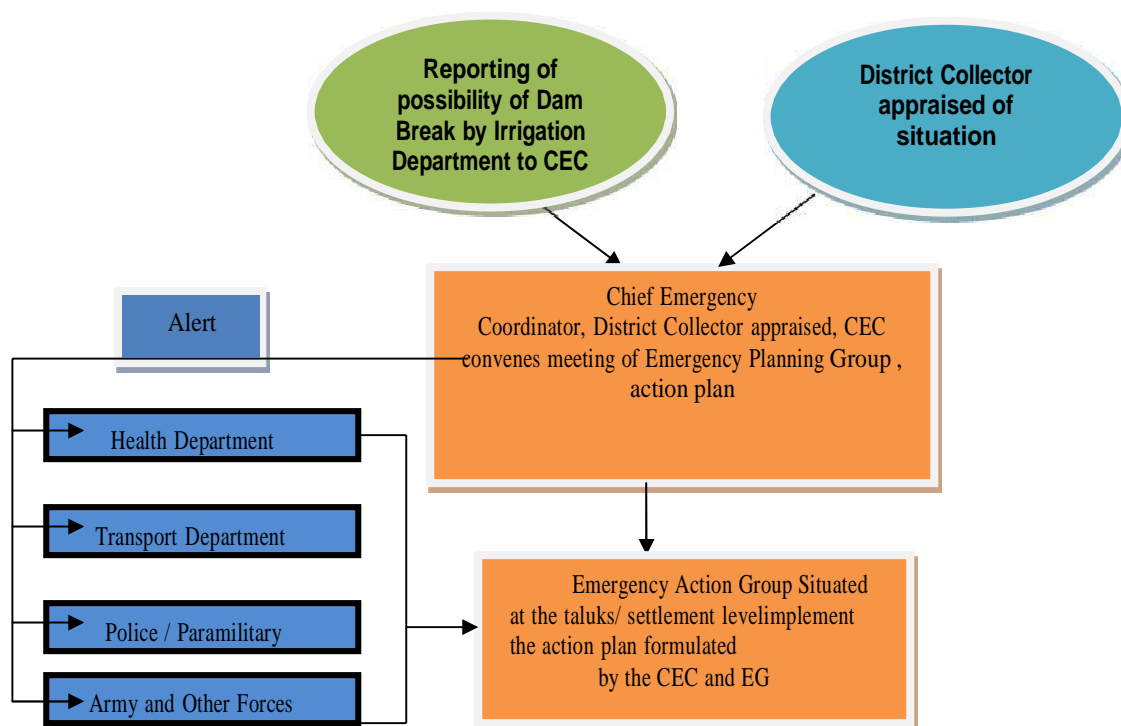 Reporting of
possibility of Dam
Break by Irrigation
Department to CEC
District Collector
appraised of
situation
Chief Emergency
Coordinator, District Collector appraised, CEC
convenes meeting of Emergency Planning Group ,
action plan
Alert
Health Department
Transport Department
Police / Paramilitary
Army and Other Forces
Emergency Action Group Situated
at the taluks/ settlement levelimplement
the action plan formulated
by the CEC and EG